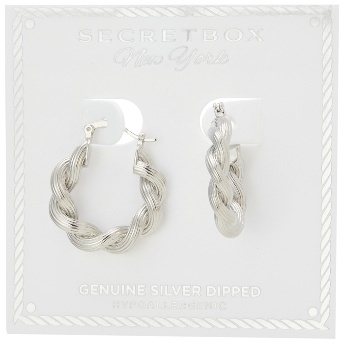 SECRETBOX
New York
GENUINE SILVER DIPPED
HYPOALLERGENIC